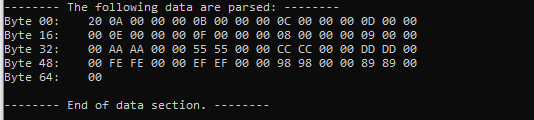 -------- The following data are parsed: --------
Byte 00:    20 0A 00 00 00 0B 00 00 00 0C 00 00 00 0D 00 00
Byte 16:    00 0E 00 00 00 0F 00 00 00 08 00 00 00 09 00 00
Byte 32:    00 AA AA 00 00 55 55 00 00 CC CC 00 00 DD DD 00
Byte 48:    00 FE FE 00 00 EF EF 00 00 98 98 00 00 89 89 00
Byte 64:    00
-------- End of data section. --------